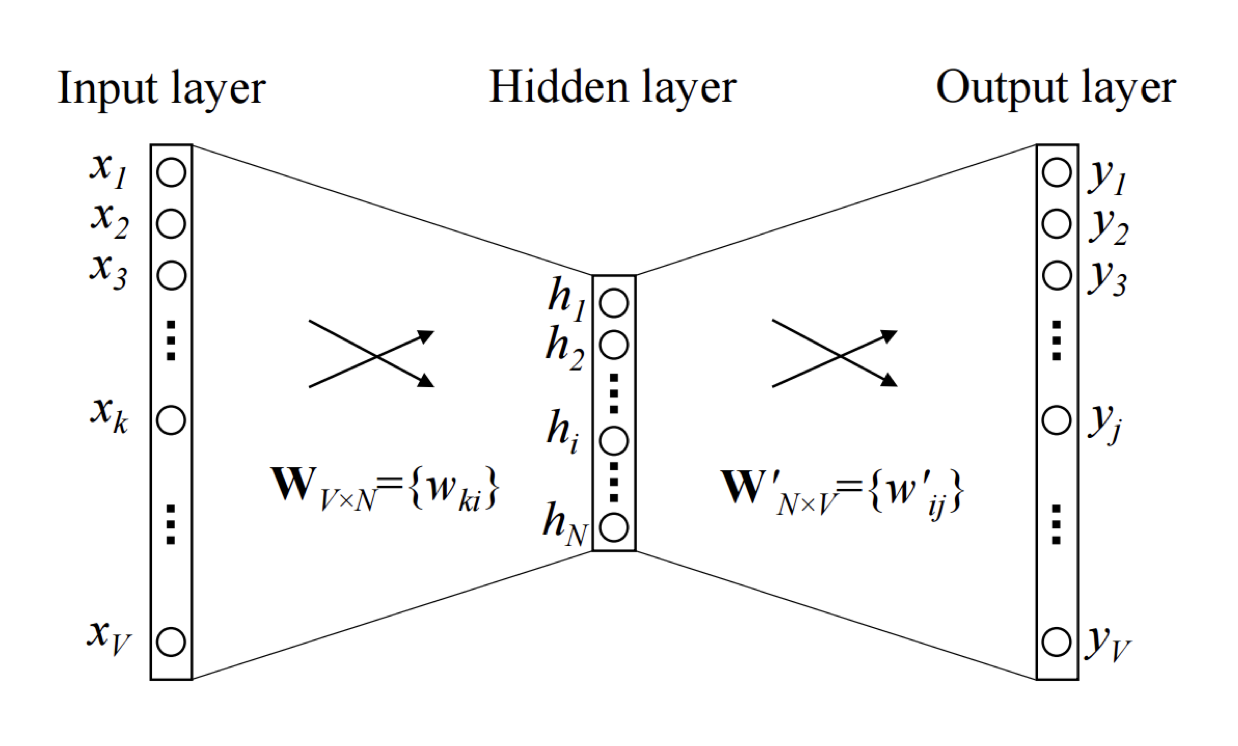 Input layer
Hidden layer
Output layer
x1
x2
x3
xk
xV
h1
h2
hi
hN
y1
y2
y3
yj
yV
W V×N={wki}
W′ N×V={w′ij}